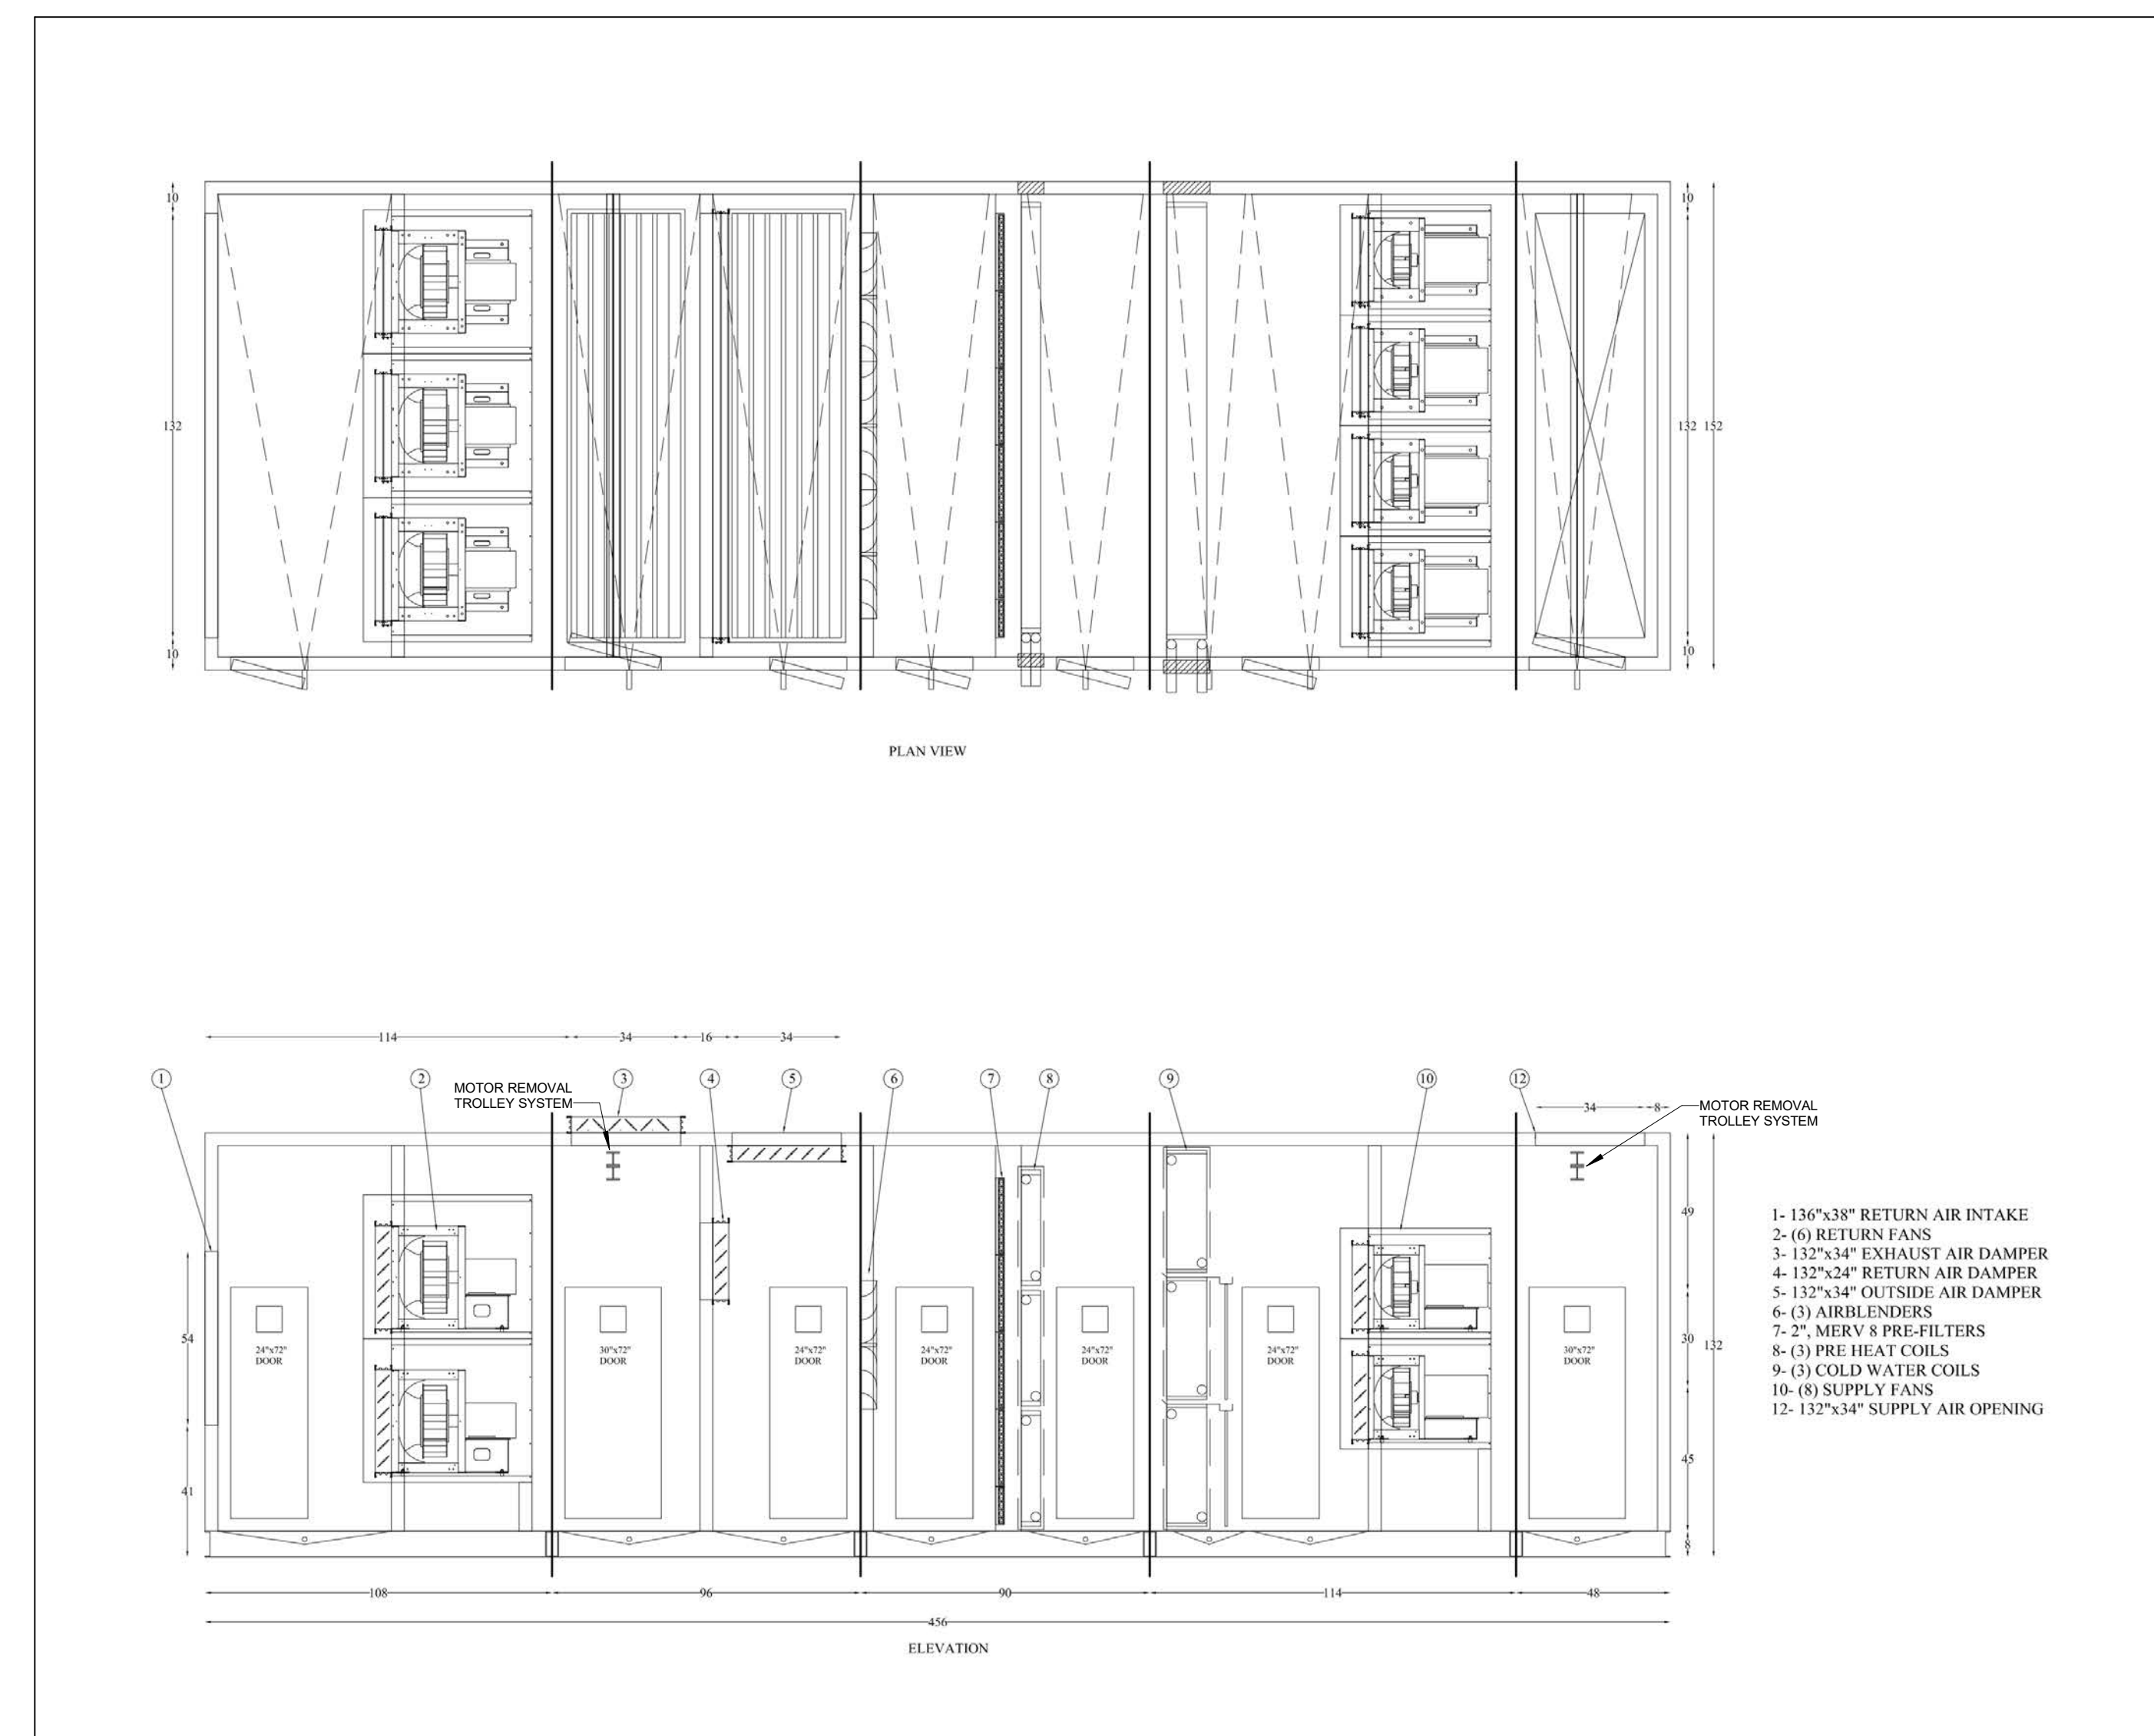 10
10
132
132 152
10
10
PLAN VIEW
114
34
16
34
1
2
3
4
5
6
7
8
9
10
12
MOTOR REMOVAL
TROLLEY SYSTEM
34
8
MOTOR REMOVAL
TROLLEY SYSTEM
49
1- 136"x38" RETURN AIR INTAKE
2- (6) RETURN FANS
3- 132"x34" EXHAUST AIR DAMPER
4- 132"x24" RETURN AIR DAMPER
5- 132"x34" OUTSIDE AIR DAMPER
6- (3) AIRBLENDERS
7- 2", MERV 8 PRE-FILTERS
8- (3) PRE HEAT COILS
9- (3) COLD WATER COILS
10- (8) SUPPLY FANS
12- 132"x34" SUPPLY AIR OPENING
54
24"x72"
DOOR
30"x72"
DOOR
24"x72"
DOOR
24"x72"
DOOR
24"x72"
DOOR
24"x72"
DOOR
30"x72"
DOOR
30
132
41
45
8
108
96
90
114
48
456
ELEVATION